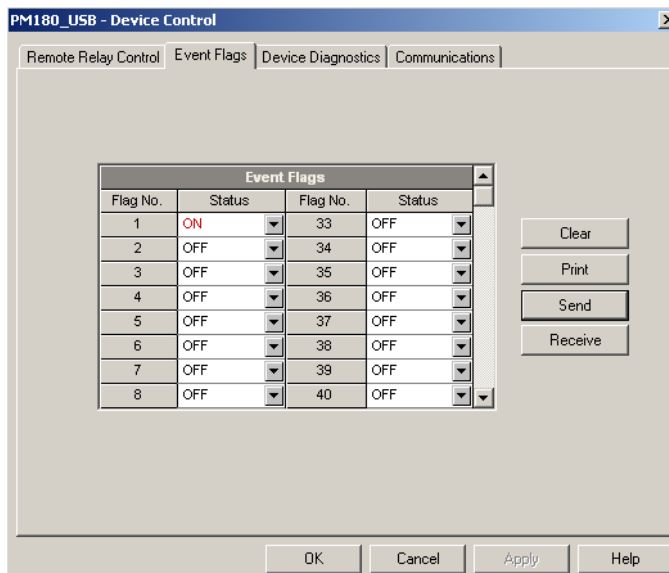 PM180_USB - Device Control
Remote Relay Control Event Flags Device Diagnostics Communications
Event Flags
Flag No. Status Flag No. Status
1 ON 33 OFF
2 OFF 34 OFF
3 OFF 35 OFF
4 OFF 36 OFF
5 OFF 37 OFF
6 OFF 38 OFF
7 OFF 39 OFF
8 OFF 40 OFF
Clear
Print
Send
Receive
OK Cancel Apply Help